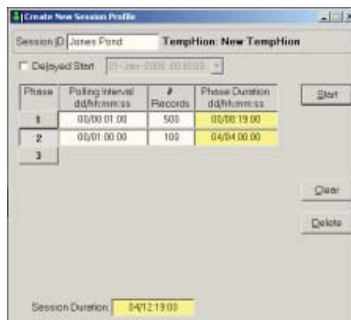 Create New Session Profile
Session ID Jones Pond TempHion: New TempHion
Delayed Start 01-Jan-2000 00:00:00
Phase Polling Interval dd/hh:mm:ss # Records Phase Duration dd/hh:mm:ss
Start
1 00/00:01:00 500 00/08:19:00
2 00/01:00:00 100 04/04:00:00
3
Clear
Delete
Session Duration: 04/12:19:00